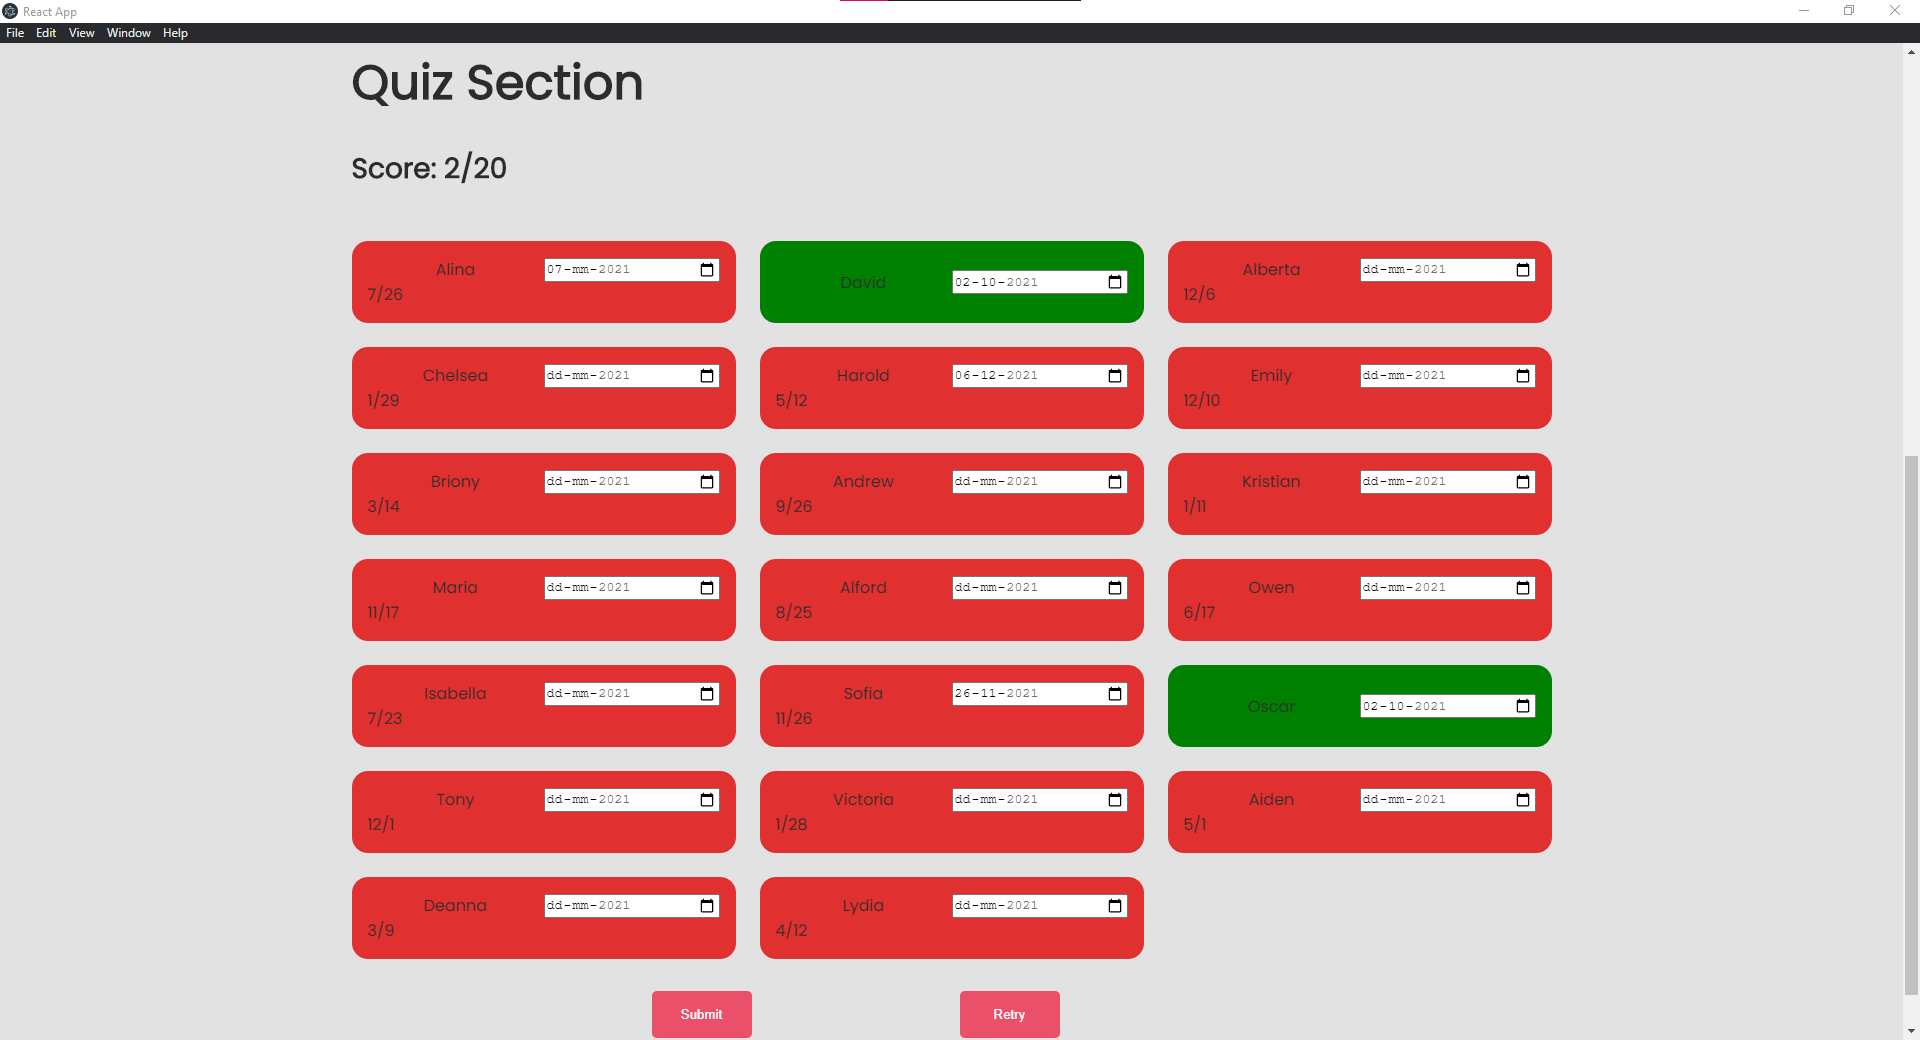 React App
File Edit View Window Help
Quiz Section
Score: 2/20
Alina 07-mm-2021
7/26
David 02-10-2021
Alberta dd-mm-2021
12/6
Chelsea dd-mm-2021
1/29
Harold 06-12-2021
5/12
Emily dd-mm-2021
12/10
Briony dd-mm-2021
3/14
Andrew dd-mm-2021
9/26
Kristian dd-mm-2021
1/11
Maria dd-mm-2021
11/17
Alford dd-mm-2021
8/25
Owen dd-mm-2021
6/17
Isabella dd-mm-2021
7/23
Sofia 26-11-2021
11/26
Oscar 02-10-2021
Tony dd-mm-2021
12/1
Victoria dd-mm-2021
1/28
Aiden dd-mm-2021
5/1
Deanna dd-mm-2021
3/9
Lydia dd-mm-2021
4/12
Submit Retry